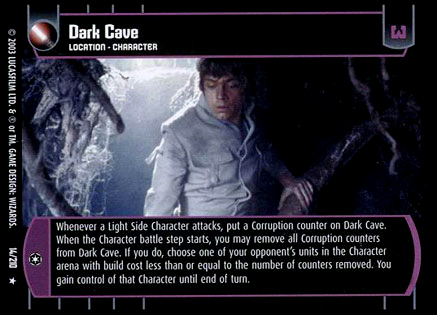 Dark Cave
LOCATION - CHARACTER
Whenever a Light Side Character attacks, put a Corruption counter on Dark Cave.
When the Character battle step starts, you may remove all Corruption counters
from Dark Cave. If you do, choose one of your opponent's units in the Character
arena with build cost less than or equal to the number of counters removed. You
gain control of that Character until end of turn.
© 2003 LUCASFILM LTD. & ® or TM. GAME DESIGN: WIZARDS.
14/210